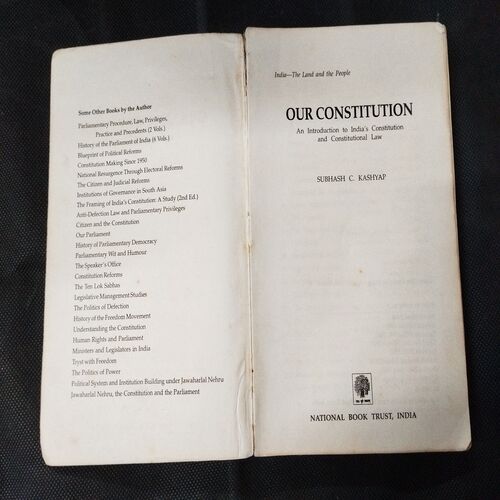 Some Other Books by the Author
Parliamentary Procedure, Law, Privileges,
Practice and Precedents (2 Vols.)
History of the Parliament of India (6 Vols.)
Blueprint of Political Reforms
Constitution Making Since 1950
National Resurgence Through Electoral Reforms
The Citizen and Judicial Reforms
Institutions of Governance in South Asia
The Framing of India's Constitution: A Study (2nd Ed.)
Anti-Defection Law and Parliamentary Privileges
Citizen and the Constitution
Our Parliament
History of Parliamentary Democracy
Parliamentary Wit and Humour
The Speaker's Office
Constitution Reforms
The Ten Lok Sabhas
Legislative Management Studies
The Politics of Defection
History of the Freedom Movement
Understanding the Constitution
Human Rights and Parliament
Ministers and Legislators in India
Tryst with Freedom
The Politics of Power
Political System and Institution Building under Jawaharlal Nehru
Jawaharlal Nehru, the Constitution and the Parliament
India—The Land and the People
OUR CONSTITUTION
An Introduction to India's Constitution
and Constitutional Law
SUBHASH C. KASHYAP
NATIONAL BOOK TRUST, INDIA